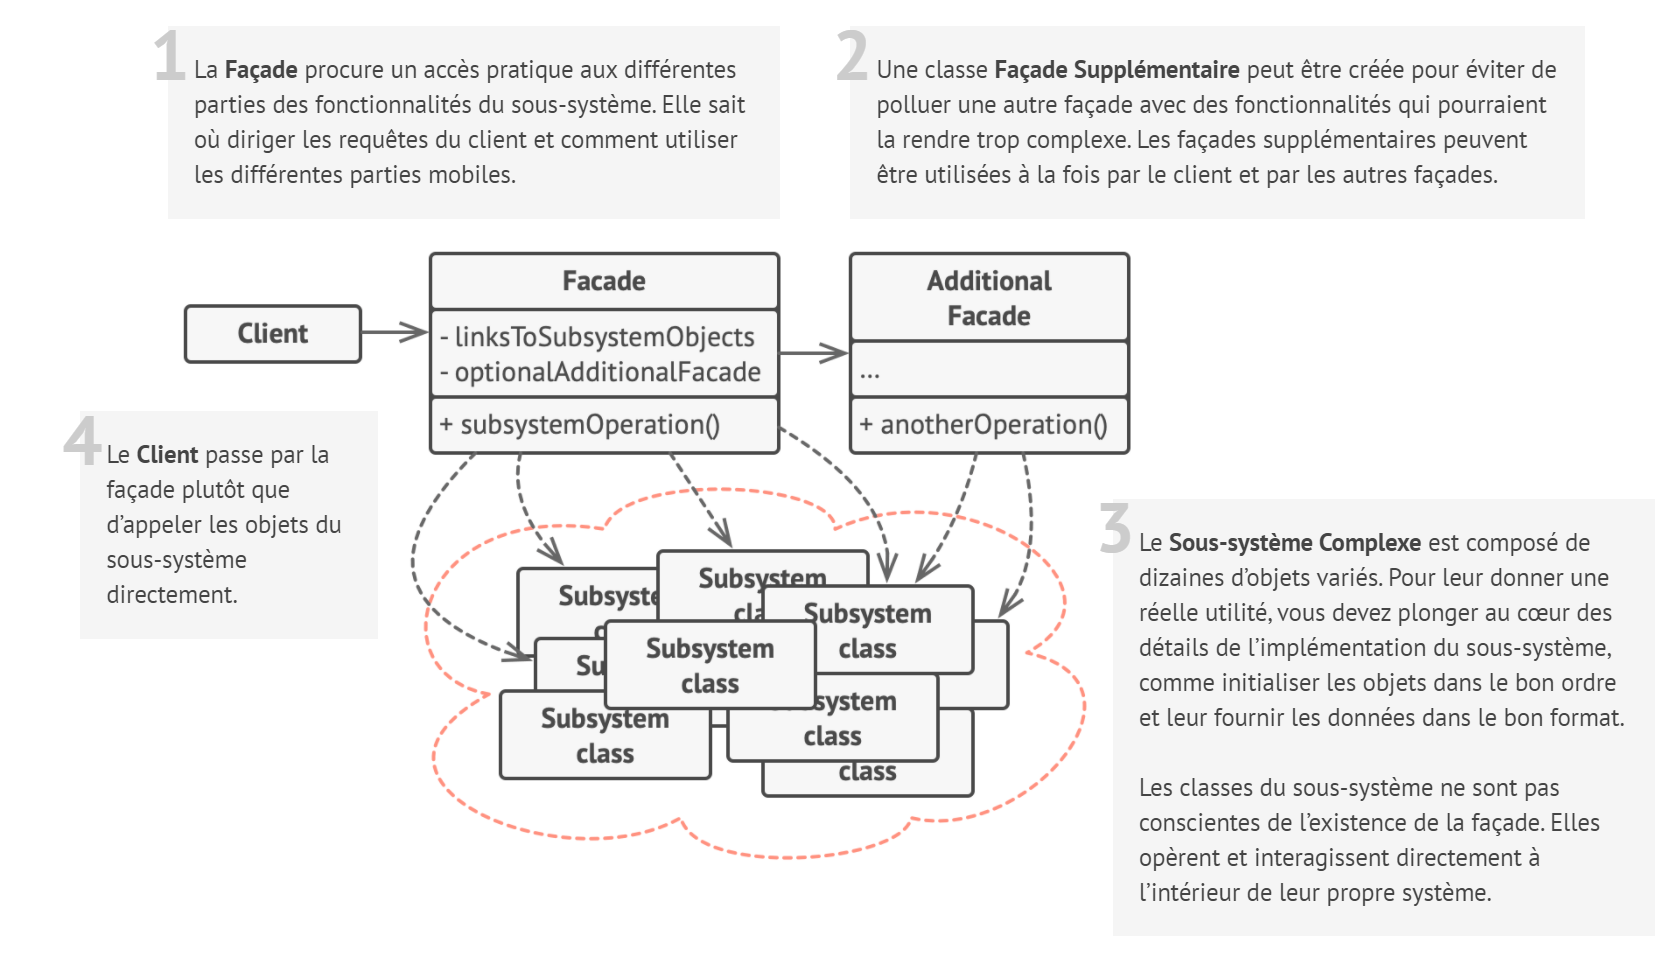 1
La Façade procure un accès pratique aux différentes
parties des fonctionnalités du sous-système. Elle sait
où diriger les requêtes du client et comment utiliser
les différentes parties mobiles.
2
Une classe Façade Supplémentaire peut être créée pour éviter de
polluer une autre façade avec des fonctionnalités qui pourraient
la rendre trop complexe. Les façades supplémentaires peuvent
être utilisées à la fois par le client et par les autres façades.
Client
Facade
- linksToSubsystemObjects
- optionalAdditionalFacade
+ subsystemOperation()
Additional
Facade
...
+ anotherOperation()
4
Le Client passe par la
façade plutôt que
d’appeler les objets du
sous-système
directement.
3
Le Sous-système Complexe est composé de
dizaines d’objets variés. Pour leur donner une
réelle utilité, vous devez plonger au cœur des
détails de l’implémentation du sous-système,
comme initialiser les objets dans le bon ordre
et leur fournir les données dans le bon format.
Les classes du sous-système ne sont pas
conscientes de l’existence de la façade. Elles
opèrent et interagissent directement à
l’intérieur de leur propre système.
Subsystem
Subsystem
class
Subsystem
class
Subsystem
class
class
class